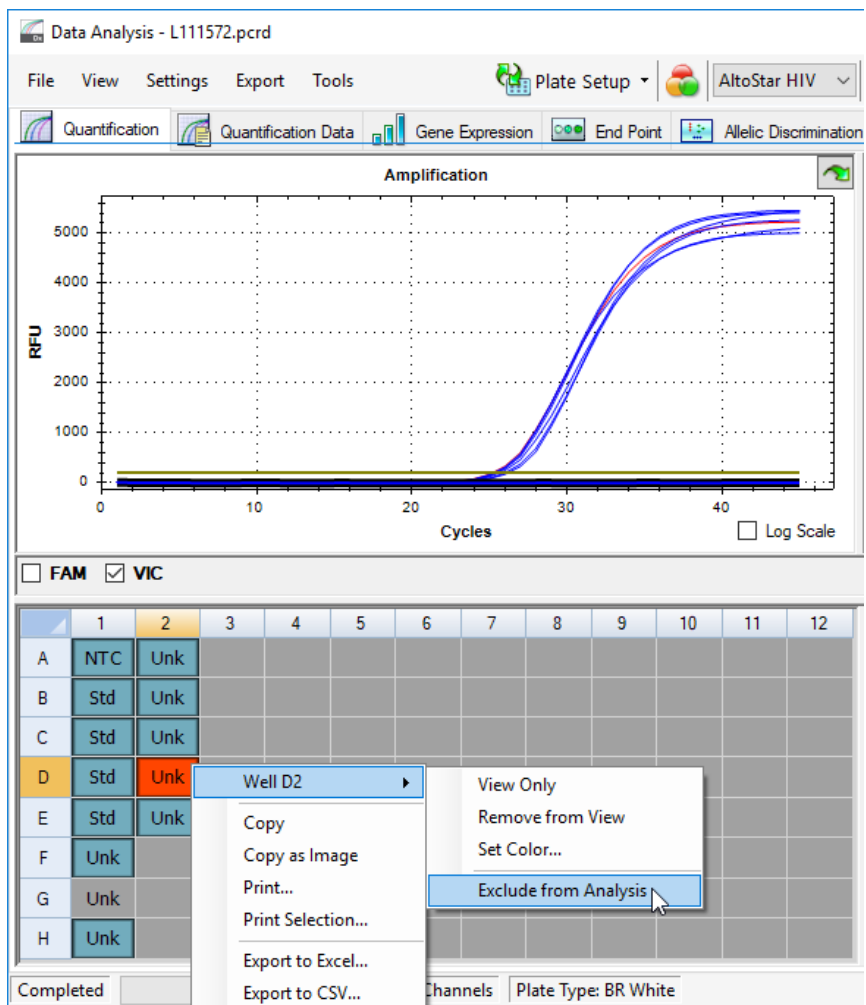 Data Analysis - L111572.pcrd
File View Settings Export Tools Plate Setup AltoStar HIV
Quantification Quantification Data Gene Expression End Point Allelic Discrimination
Amplification
5000
4000
3000
2000
1000
0
RFU
0 10 20 30 40
Cycles
Log Scale
FAM VIC
1 2 3 4 5 6 7 8 9 10 11 12
A NTC Unk
B Std Unk
C Std Unk
D Std Unk Well D2 View Only
Remove from View
E Std Unk Copy
Copy as Image Set Color...
F Unk
Print... Exclude from Analysis
G Unk
Print Selection...
H Unk
Export to Excel...
Completed Export to CSV... Channels Plate Type: BR White